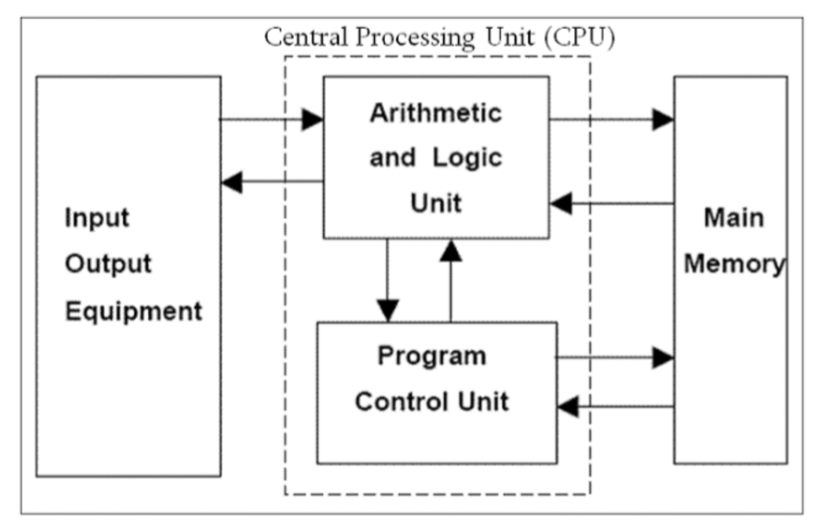 Central Processing Unit (CPU)
Input
Output
Equipment
Arithmetic
and Logic
Unit
Program
Control Unit
Main
Memory